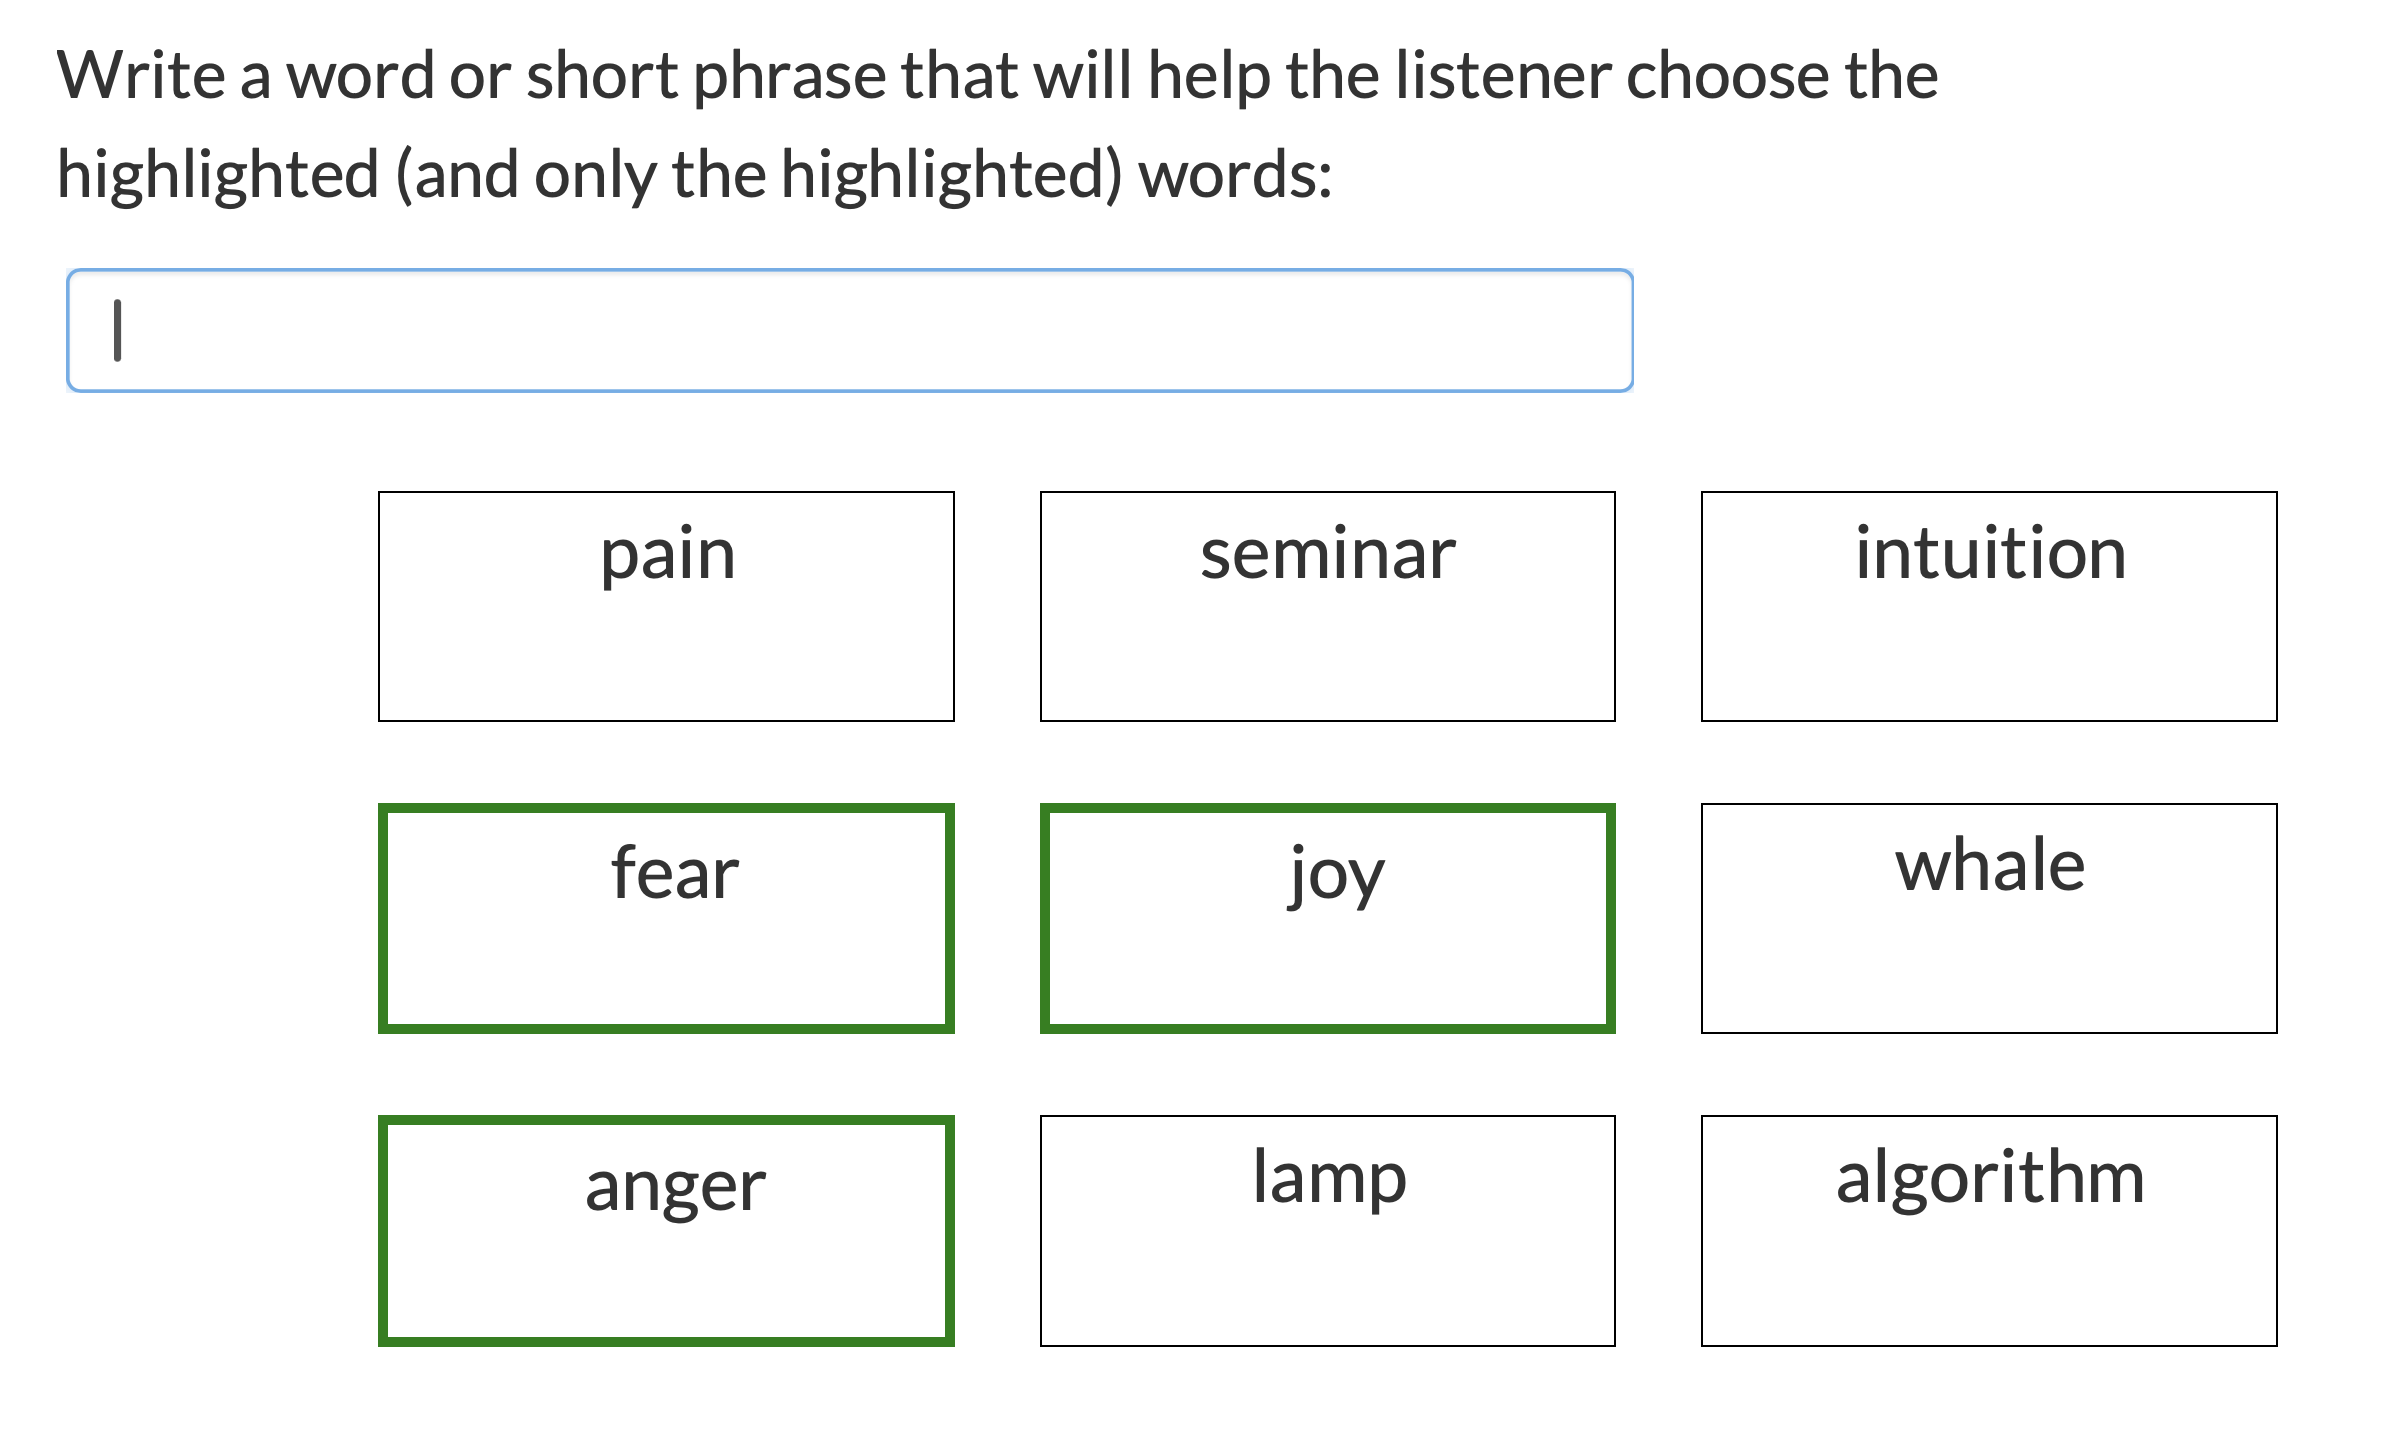 Write a word or short phrase that will help the listener choose the
highlighted (and only the highlighted) words:
pain
seminar
intuition
fear
joy
whale
anger
lamp
algorithm